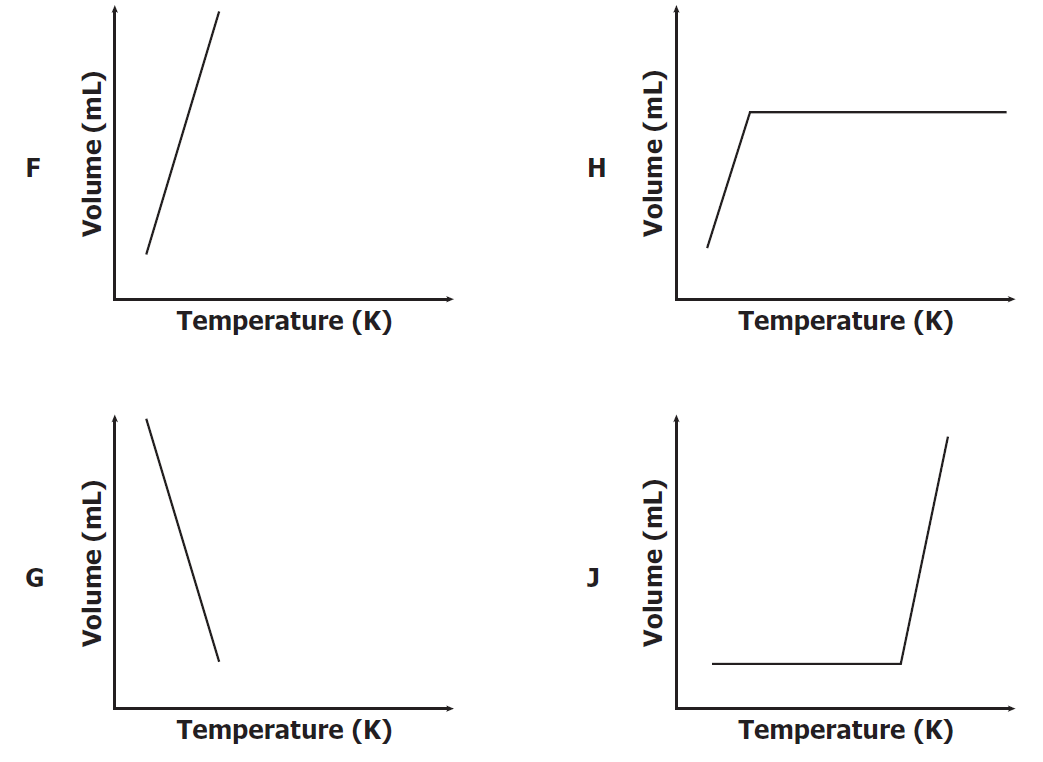 F
Volume (mL)
Temperature (K)
H
Volume (mL)
Temperature (K)
G
Volume (mL)
Temperature (K)
J
Volume (mL)
Temperature (K)